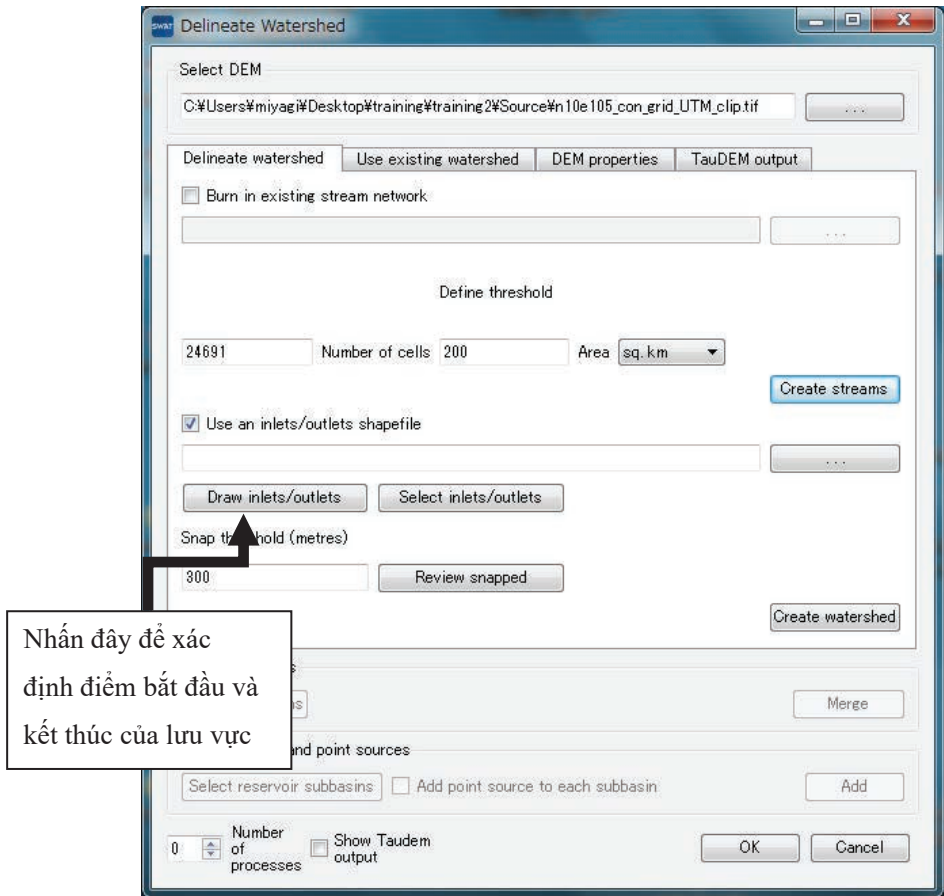 SWAT Delineate Watershed
Select DEM
C:¥Users¥miyagi¥Desktop¥training¥training2¥Source¥n10e105_con_grid_UTM_clip.tif ...
Delineate watershed Use existing watershed DEM properties TauDEM output
Burn in existing stream network
...
Define threshold
24691 Number of cells 200 Area sq. km
Create streams
Use an inlets/outlets shapefile
...
Draw inlets/outlets Select inlets/outlets
Snap hold (metres)
300 Review snapped
Create watershed
Nhấn đây để xác
định điểm bắt đầu và
kết thúc của lưu vực
Merge
and point sources
Select reservoir subbasins Add point source to each subbasin Add
0 Number
of
processes
Show Taudem
output
OK Cancel